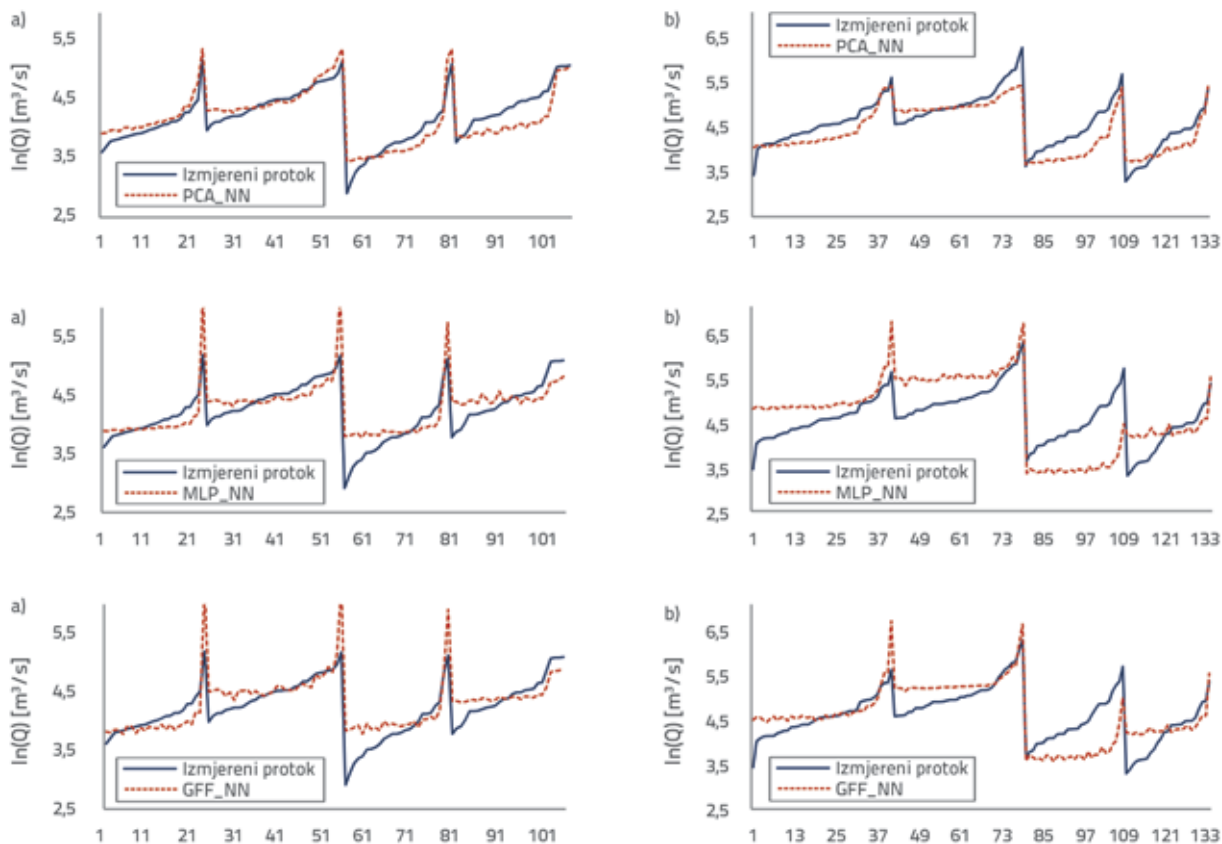 a)
ln(Q) [m³/s]
5,5
4,5
3,5
2,5
Izmjereni protok
PCA_NN
1 11 21 31 41 51 61 71 81 91 101
b)
ln(Q) [m³/s]
6,5
5,5
4,5
3,5
2,5
Izmjereni protok
PCA_NN
1 13 25 37 49 61 73 85 97 109 121 133
a)
ln(Q) [m³/s]
5,5
4,5
3,5
2,5
Izmjereni protok
MLP_NN
1 11 21 31 41 51 61 71 81 91 101
b)
ln(Q) [m³/s]
6,5
5,5
4,5
3,5
2,5
Izmjereni protok
MLP_NN
1 13 25 37 49 61 73 85 97 109 121 133
a)
ln(Q) [m³/s]
5,5
4,5
3,5
2,5
Izmjereni protok
GFF_NN
1 11 21 31 41 51 61 71 81 91 101
b)
ln(Q) [m³/s]
6,5
5,5
4,5
3,5
2,5
Izmjereni protok
GFF_NN
1 13 25 37 49 61 73 85 97 109 121 133